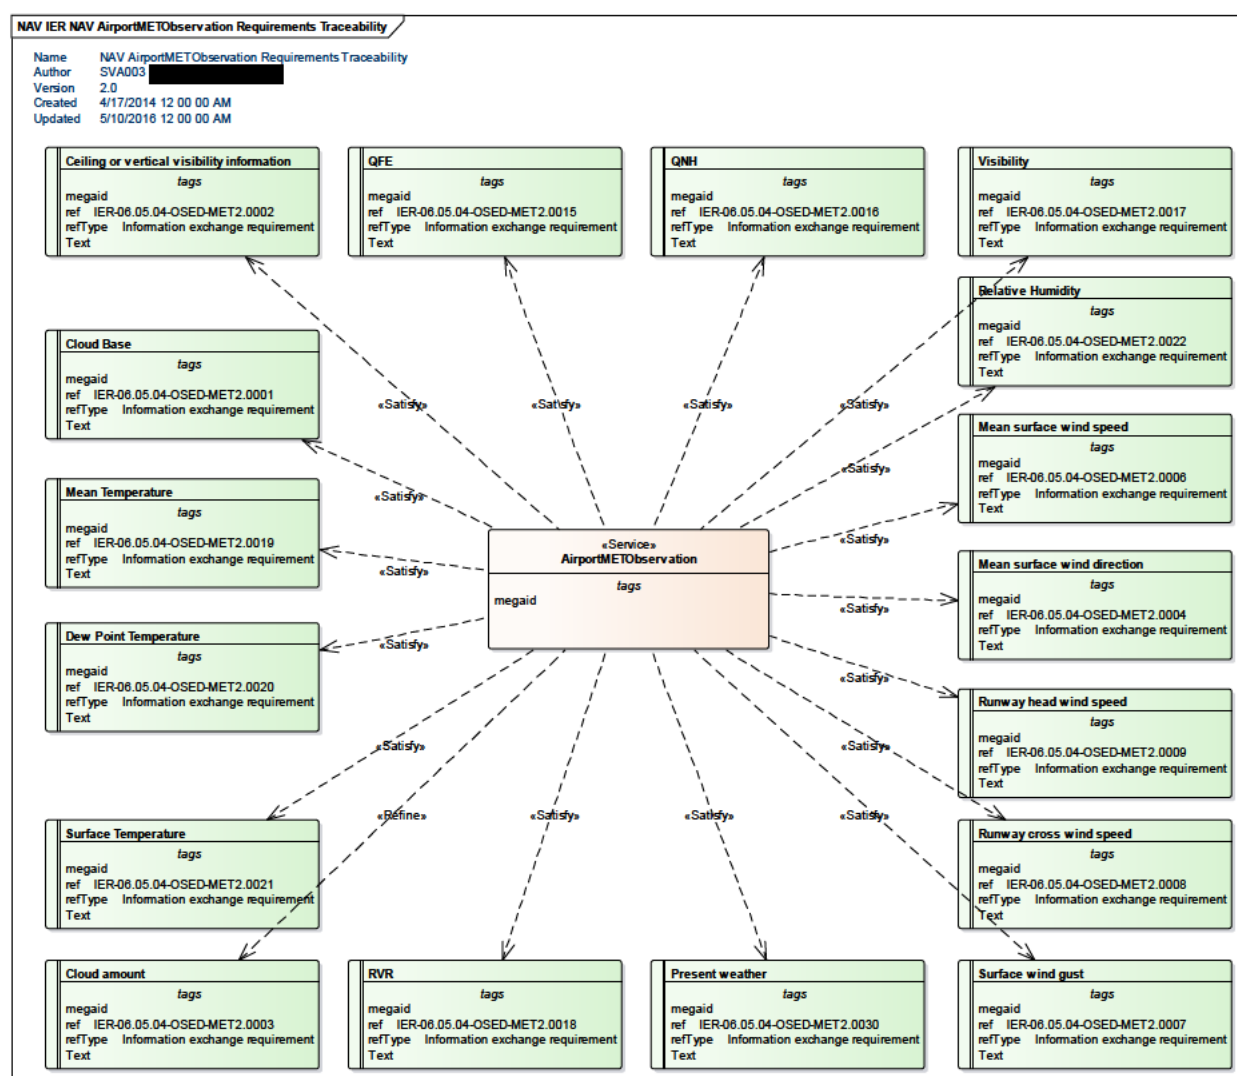 NAV IER NAV AirportMETObservation Requirements Traceability
Name NAV AirportMETObservation Requirements Traceability
Author SVA003
Version 2.0
Created 4/17/2014 12 00 00 AM
Updated 5/10/2016 12 00 00 AM
Ceiling or vertical visibility information
tags
megaid
ref IER-06.05.04-OSED-MET2.0002
refType Information exchange requirement
Text
QFE
tags
megaid
ref IER-06.05.04-OSED-MET2.0015
refType Information exchange requirement
Text
QNH
tags
megaid
ref IER-06.05.04-OSED-MET2.0016
refType Information exchange requirement
Text
Visibility
tags
megaid
ref IER-06.05.04-OSED-MET2.0017
refType Information exchange requirement
Text
Relative Humidity
tags
megaid
ref IER-06.05.04-OSED-MET2.0022
refType Information exchange requirement
Text
Cloud Base
tags
megaid
ref IER-06.05.04-OSED-MET2.0001
refType Information exchange requirement
Text
«Satisfy»
«Satisfy»
«Satisfy»
«Satisfy»
Mean surface wind speed
tags
megaid
ref IER-06.05.04-OSED-MET2.0006
refType Information exchange requirement
Text
«Satisfy»
Mean Temperature
tags
megaid
ref IER-06.05.04-OSED-MET2.0019
refType Information exchange requirement
Text
«Satisfy»
«Satisfy»
«Service»
AirportMETObservation
tags
megaid
«Satisfy»
Mean surface wind direction
tags
megaid
ref IER-06.05.04-OSED-MET2.0004
refType Information exchange requirement
Text
«Satisfy»
Dew Point Temperature
tags
megaid
ref IER-06.05.04-OSED-MET2.0020
refType Information exchange requirement
Text
«Satisfy»
«Satisfy»
Runway head wind speed
tags
megaid
ref IER-06.05.04-OSED-MET2.0009
refType Information exchange requirement
Text
«Satisfy»
«Satisfy»
«Refine»
«Satisfy»
«Satisfy»
«Satisfy»
Surface Temperature
tags
megaid
ref IER-06.05.04-OSED-MET2.0021
refType Information exchange requirement
Text
Runway cross wind speed
tags
megaid
ref IER-06.05.04-OSED-MET2.0008
refType Information exchange requirement
Text
Cloud amount
tags
megaid
ref IER-06.05.04-OSED-MET2.0003
refType Information exchange requirement
Text
RVR
tags
megaid
ref IER-06.05.04-OSED-MET2.0018
refType Information exchange requirement
Text
Present weather
tags
megaid
ref IER-06.05.04-OSED-MET2.0030
refType Information exchange requirement
Text
Surface wind gust
tags
megaid
ref IER-06.05.04-OSED-MET2.0007
refType Information exchange requirement
Text